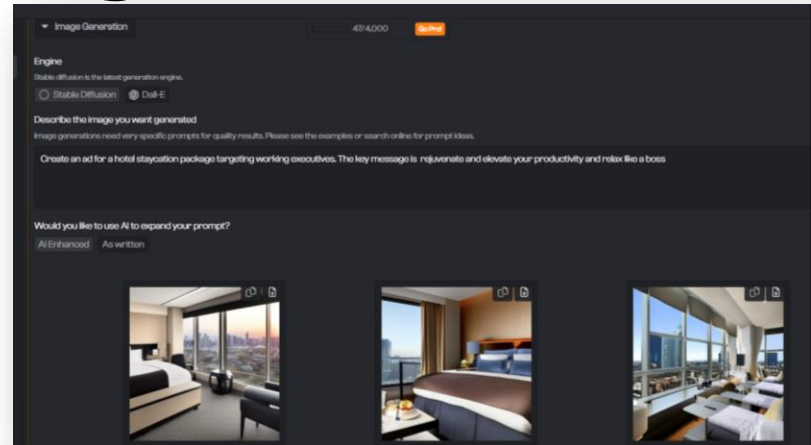 Image Generation
47/4,000
Go Pro!
Engine
Stable diffusion is the latest generation engine.
Stable Diffusion
Dall-E
Describe the image you want generated
Image generations need very specific prompts for quality results. Please see the examples or search online for prompt ideas.
Create an ad for a hotel staycation package targeting working executives. The key message is rejuvenate and elevate your productivity and relax like a boss
Would you like to use AI to expand your prompt?
AI Enhanced
As written